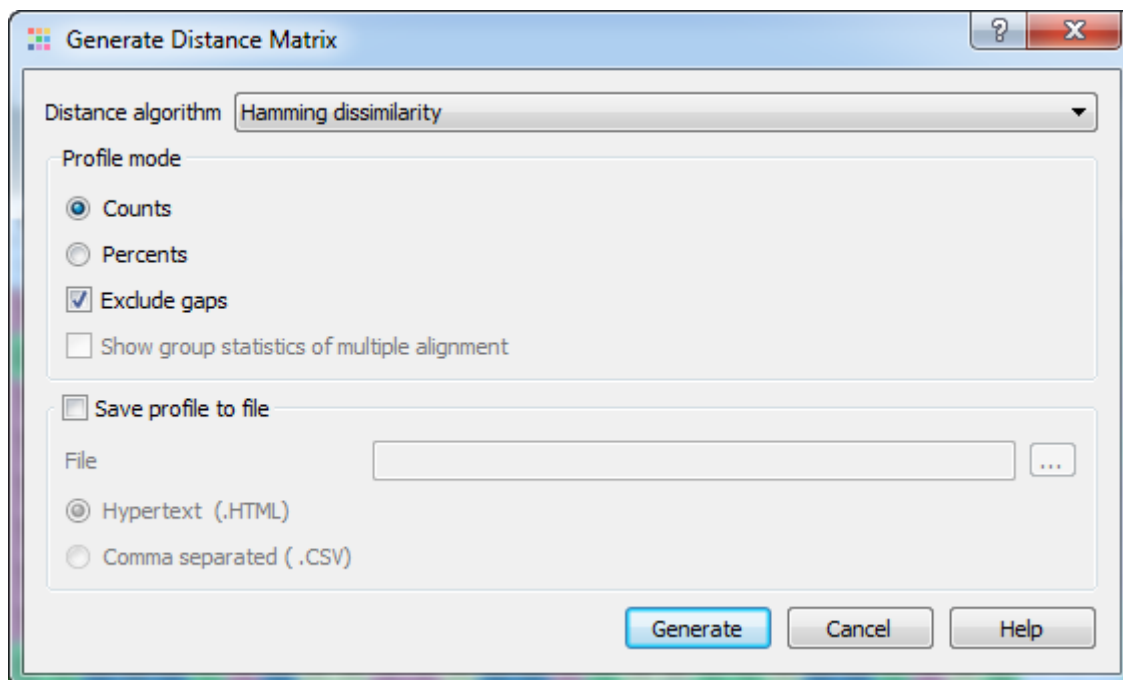 Generate Distance Matrix
?
Distance algorithm Hamming dissimilarity
Profile mode
Counts
Percents
Exclude gaps
Show group statistics of multiple alignment
Save profile to file
File ...
Hypertext (.HTML)
Comma separated ( .CSV)
Generate Cancel Help